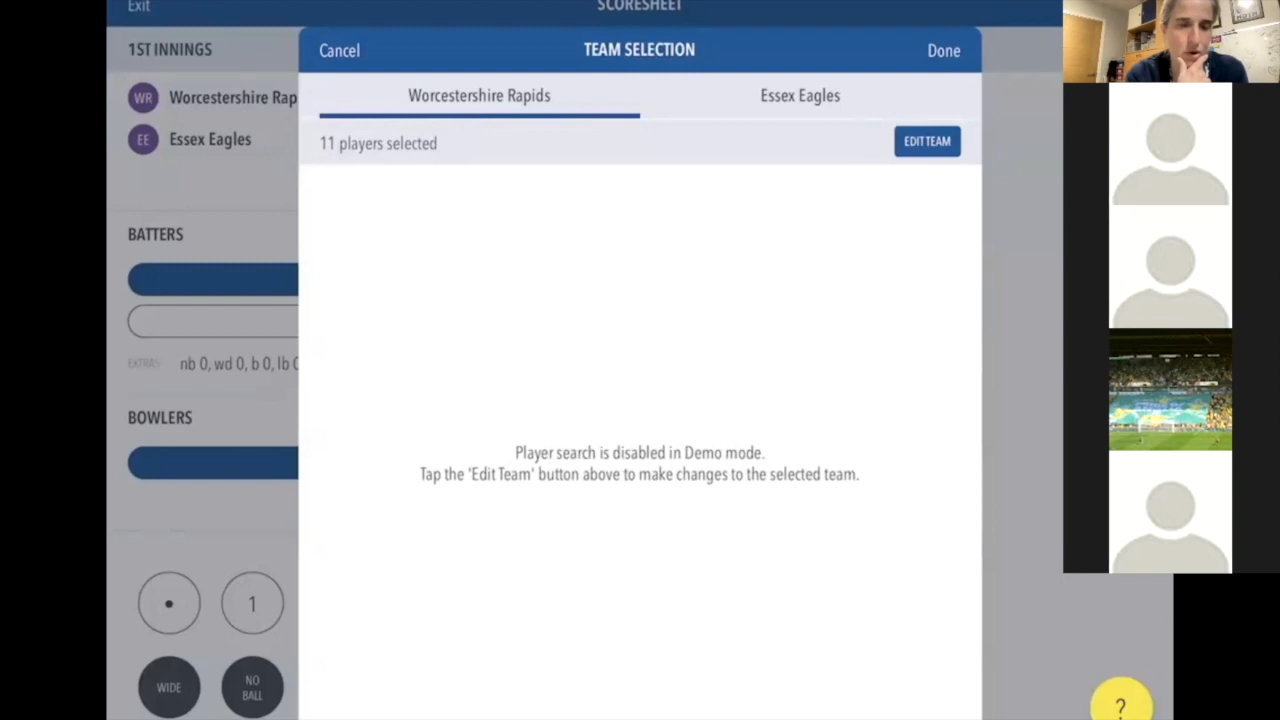 Exit
SCORESHEET
Cancel
TEAM SELECTION
Done
1ST INNINGS
Worcestershire Rapids
Essex Eagles
WR
Worcestershire Rap
11 players selected
EDIT TEAM
EE
Essex Eagles
BATTERS
EXTRAS
nb 0, wd 0, b 0, lb 0
BOWLERS
Player search is disabled in Demo mode.
Tap the 'Edit Team' button above to make changes to the selected team.
1
WIDE
NO
BALL
?